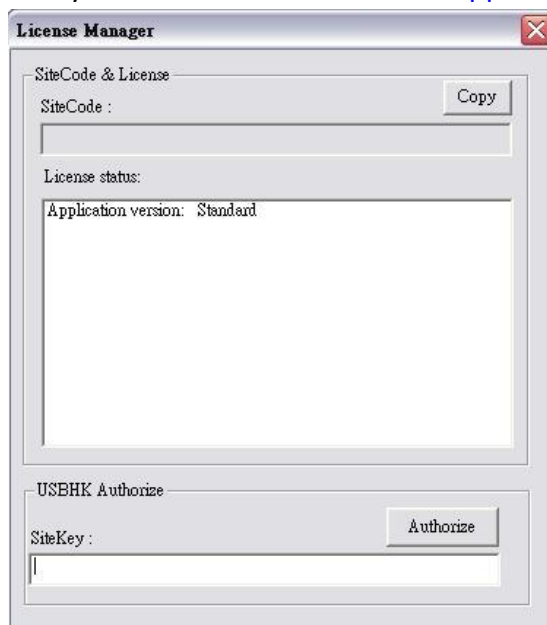 License Manager
SiteCode & License
Copy
SiteCode :
License status:
Application version: Standard
USBHK Authorize
Authorize
SiteKey :